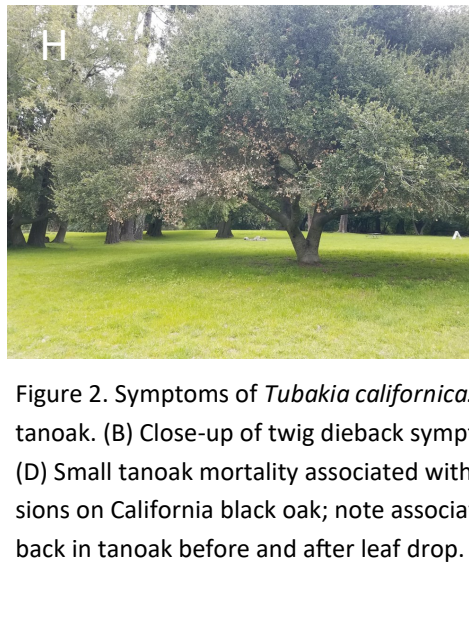 H
Figure 2. Symptoms of Tubakia californica
tanoak. (B) Close-up of twig dieback symp
(D) Small tanoak mortality associated with
sions on California black oak; note associa
back in tanoak before and after leaf drop.